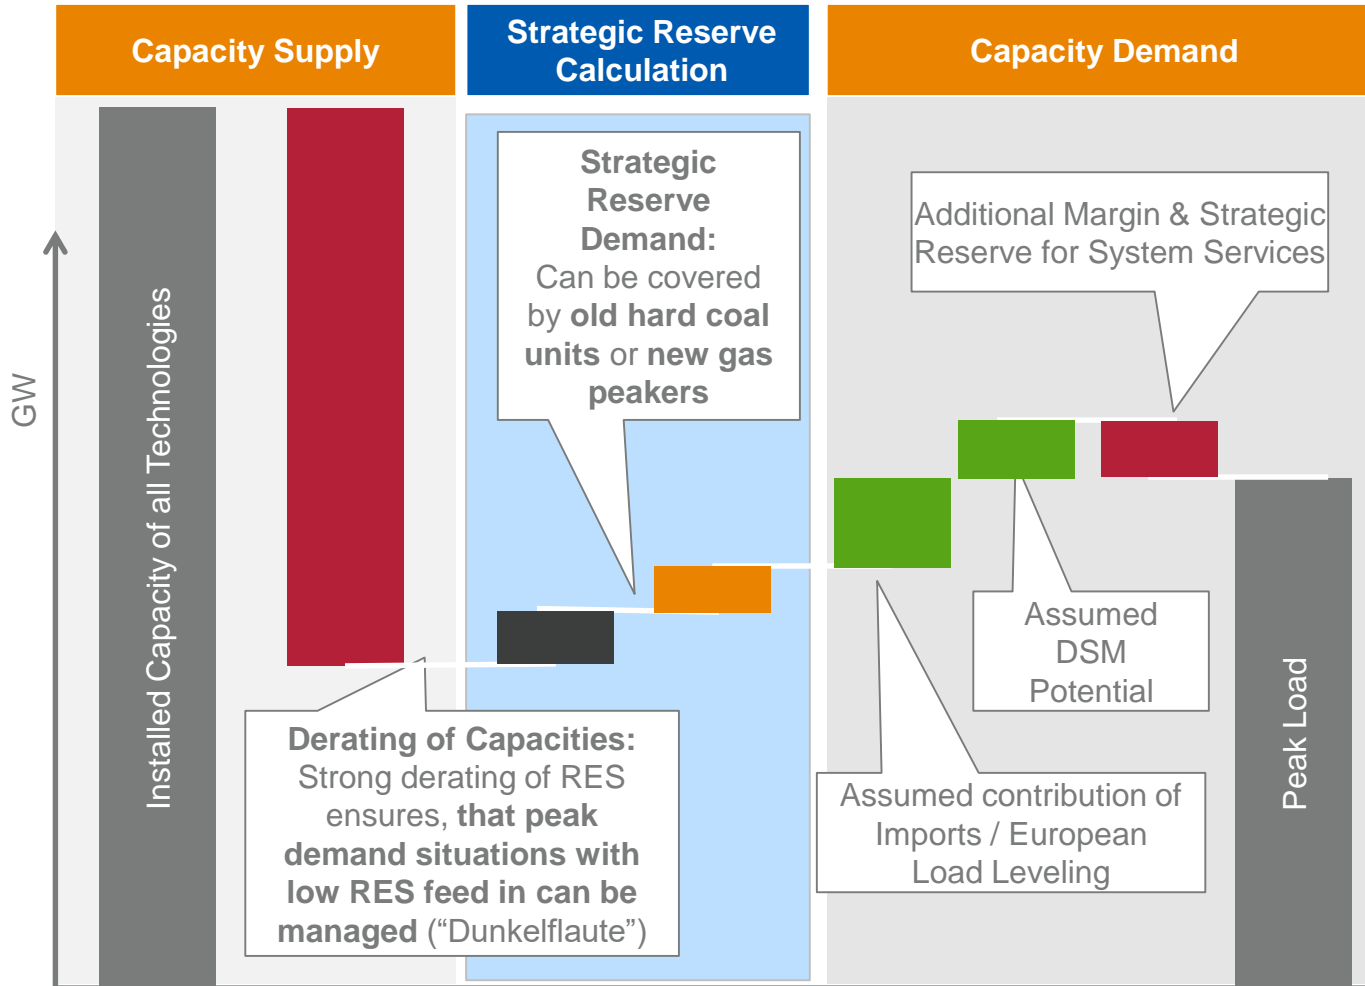 Capacity Supply
Strategic Reserve
Calculation
Capacity Demand
GW
Installed Capacity of all Technologies
Strategic
Reserve
Demand:
Can be covered
by old hard coal
units or new gas
peakers
Additional Margin & Strategic
Reserve for System Services
Derating of Capacities:
Strong derating of RES
ensures, that peak
demand situations with
low RES feed in can be
managed (“Dunkelflaute”)
Assumed
DSM
Potential
Assumed contribution of
Imports / European
Load Leveling
Peak Load